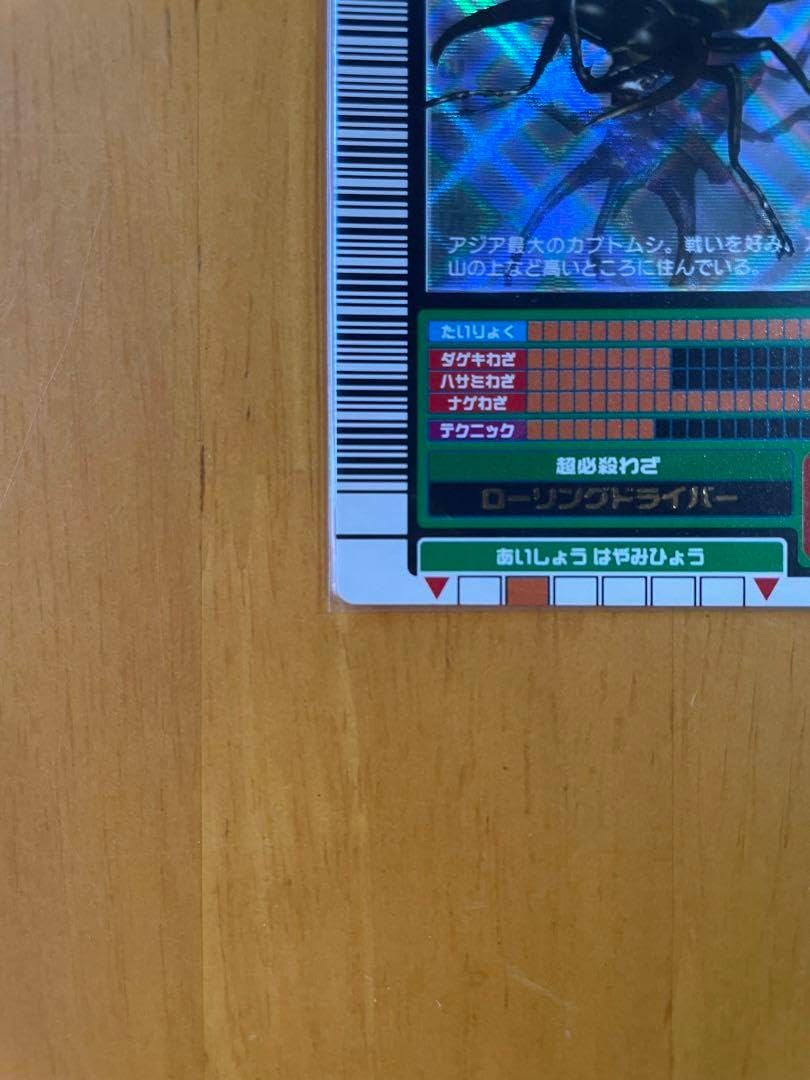 アジア最大のカブトムシ。戦いを好み、
山の上など高いところに住んでいる。
たいりょく
ダゲキわざ
ハサミわざ
ナゲわざ
テクニック
超必殺わざ
ローリングドライバー
あいしょう はやみひょう